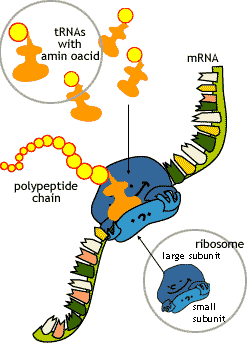 tRNAs
with
amin oacid
mRNA
polypeptide
chain
ribosome
large subunit
small
subunit